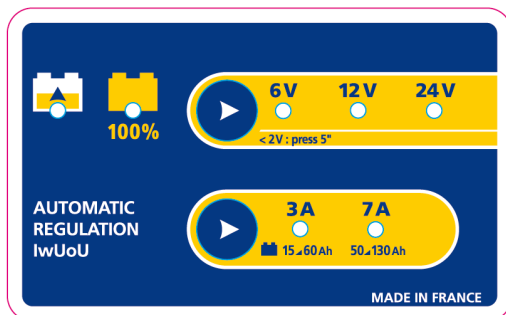 6V 12V 24V
100%
< 2V : press 5"
AUTOMATIC
REGULATION
IwUoU
3A 7A
15⊿60Ah 50⊿130Ah
MADE IN FRANCE